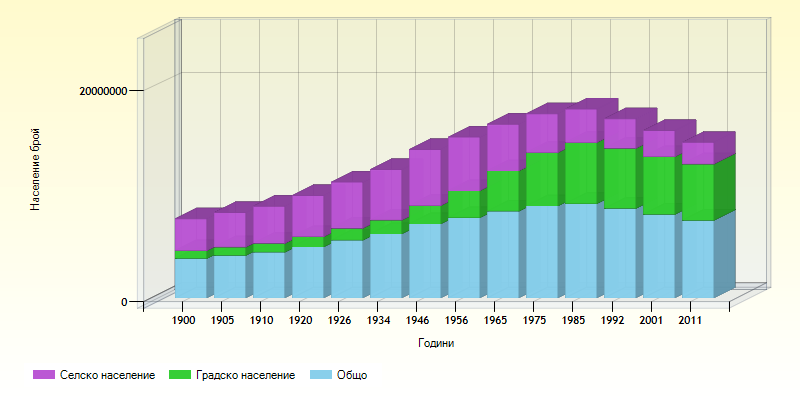 20000000
Население брой
0
1900 1905 1910 1920 1926 1934 1946 1956 1965 1975 1985 1992 2001 2011
Години
Селско население Градско население Общо